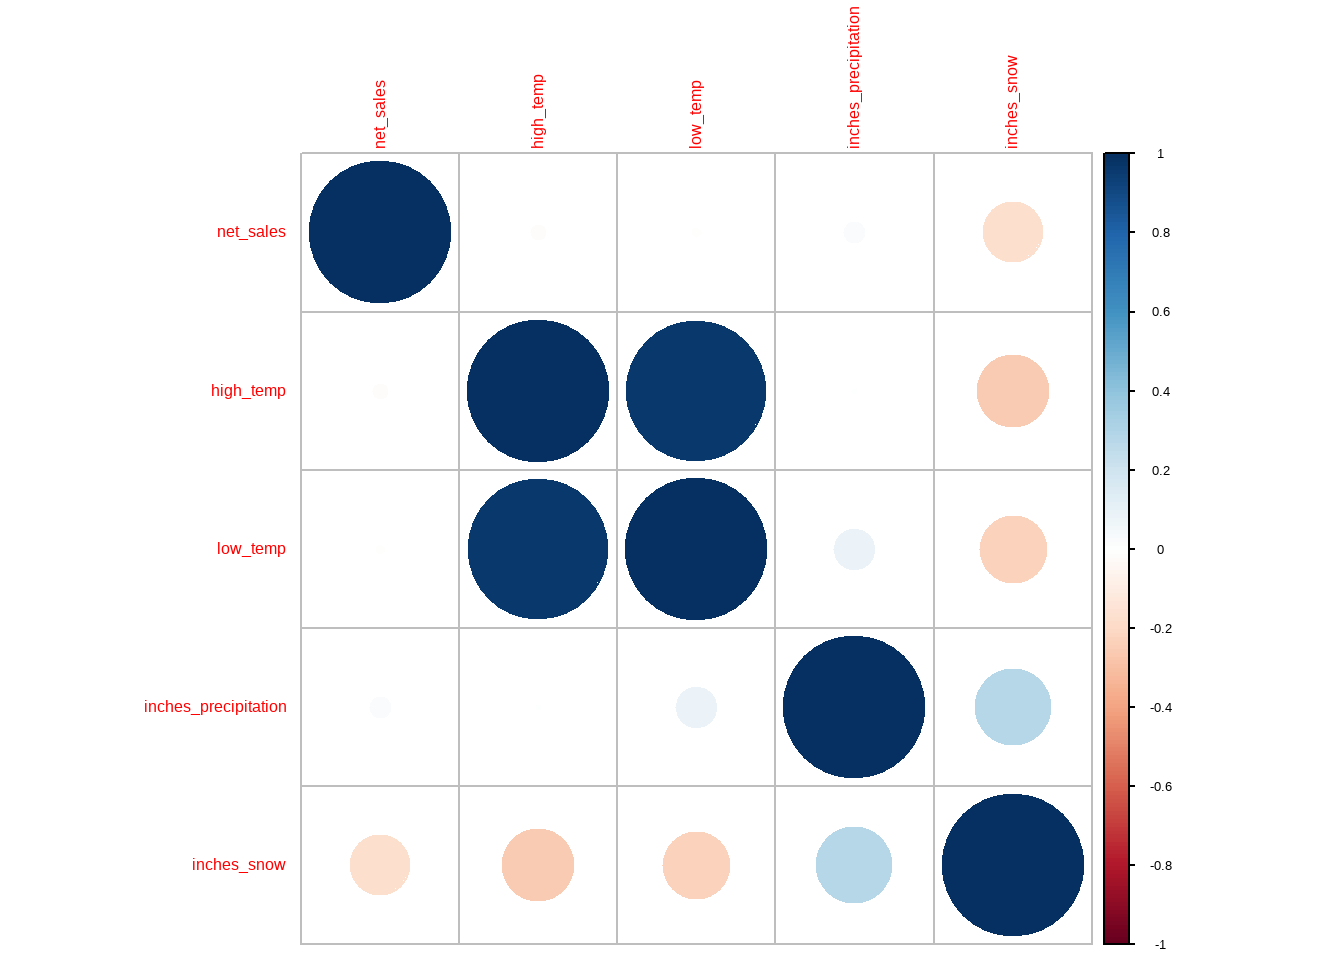 net_sales
high_temp
low_temp
inches_precipitation
inches_snow
net_sales
high_temp
low_temp
inches_precipitation
inches_snow
1
0.8
0.6
0.4
0.2
0
-0.2
-0.4
-0.6
-0.8
-1